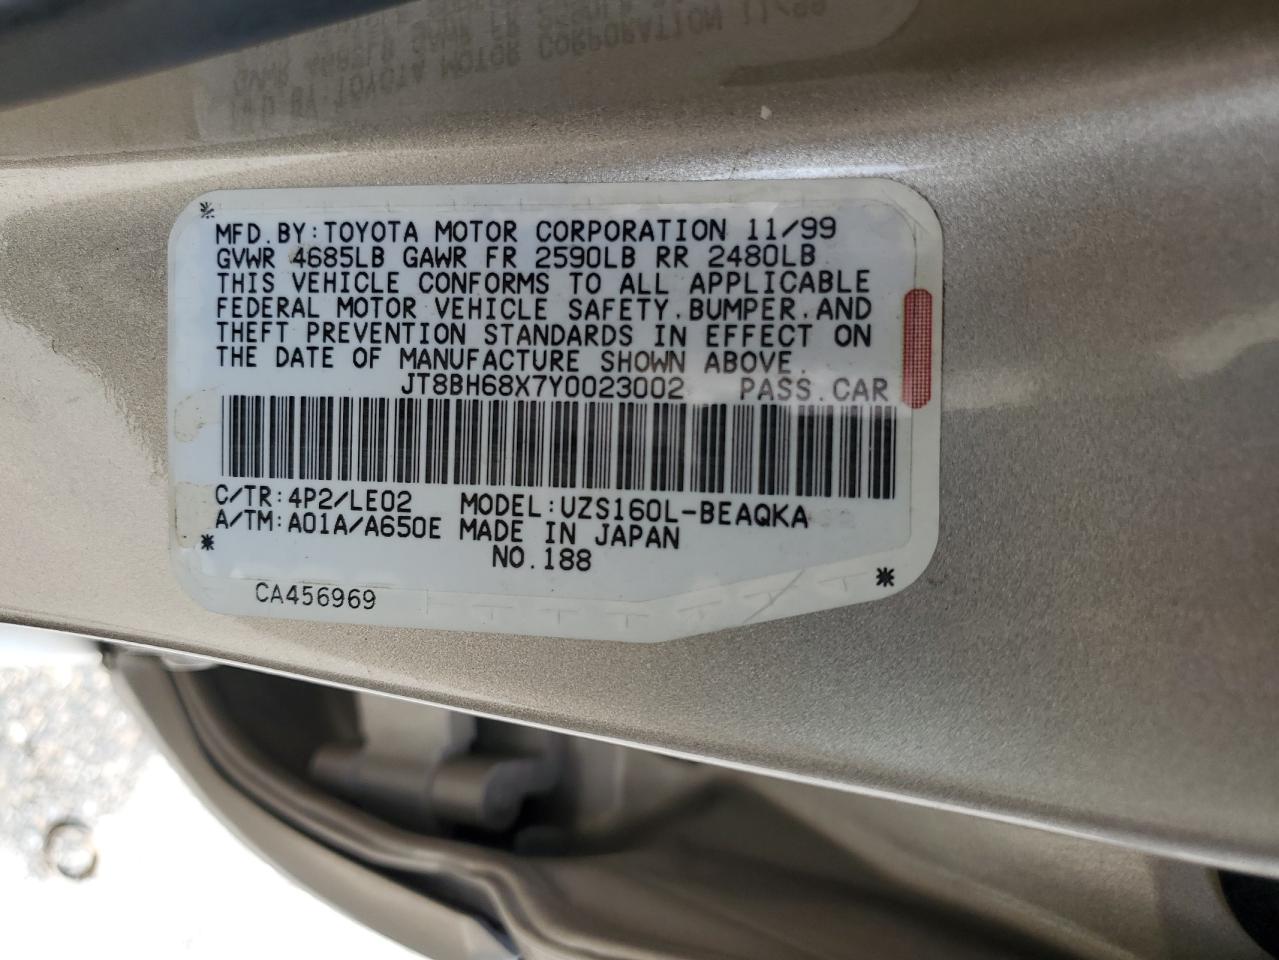 MFD.BY:TOYOTA MOTOR CORPORATION 11/99
GVWR 4685LB GAWR FR 2590LB RR 2480LB
THIS VEHICLE CONFORMS TO ALL APPLICABLE
FEDERAL MOTOR VEHICLE SAFETY.BUMPER.AND
THEFT PREVENTION STANDARDS IN EFFECT ON
THE DATE OF MANUFACTURE SHOWN ABOVE.
JT8BH68X7Y0023002 PASS.CAR
C/TR:4P2/LE02 MODEL:UZS160L-BEAQKA
A/TM:A01A/A650E MADE IN JAPAN
NO.188
CA456969